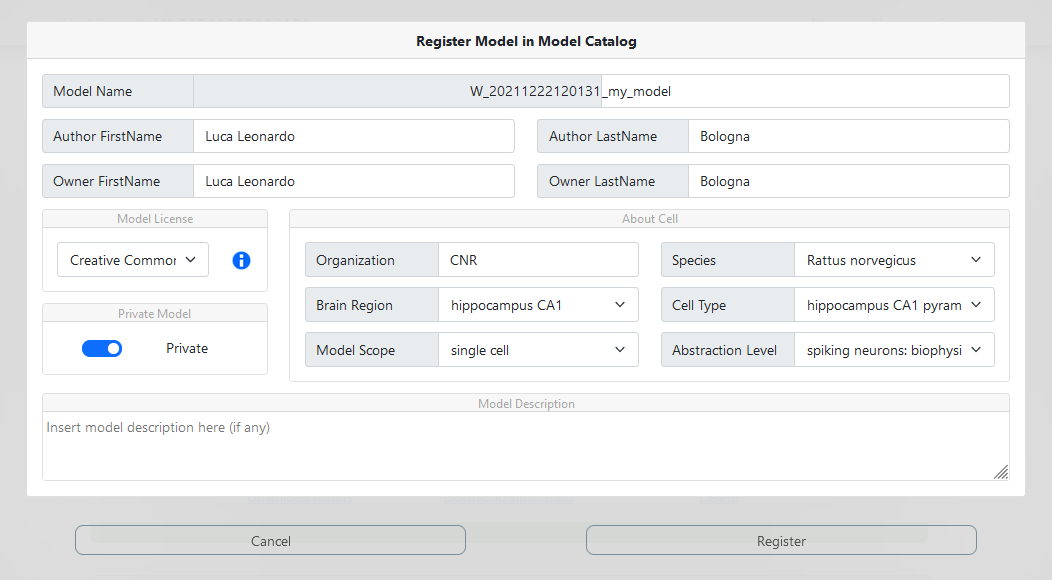 Register Model in Model Catalog
Model Name W_20211222120131_my_model
Author FirstName Luca Leonardo Author LastName Bologna
Owner FirstName Luca Leonardo Owner LastName Bologna
Model License About Cell
Creative Commor Organization CNR Species Rattus norvegicus
Brain Region hippocampus CA1 Cell Type hippocampus CA1 pyram
Private Model
Private Model Scope single cell Abstraction Level spiking neurons: biophysi
Model Description
Insert model description here (if any)
Cancel Register